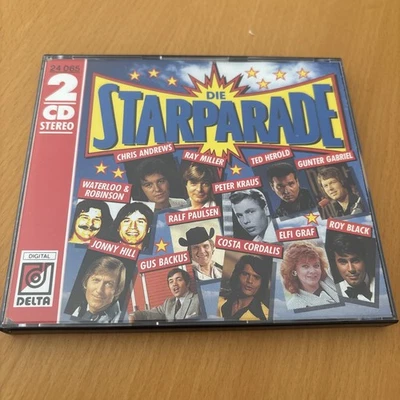 24 065
2
CD
STEREO
DIE
STARPARADE
CHRIS ANDREWS
RAY MILLER
TED HEROLD
GUNTER GABRIEL
WATERLOO &
ROBINSON
PETER KRAUS
RALF PAULSEN
JONNY HILL
GUS BACKUS
COSTA CORDALIS
ELFI GRAF
ROY BLACK
DIGITAL
DELTA